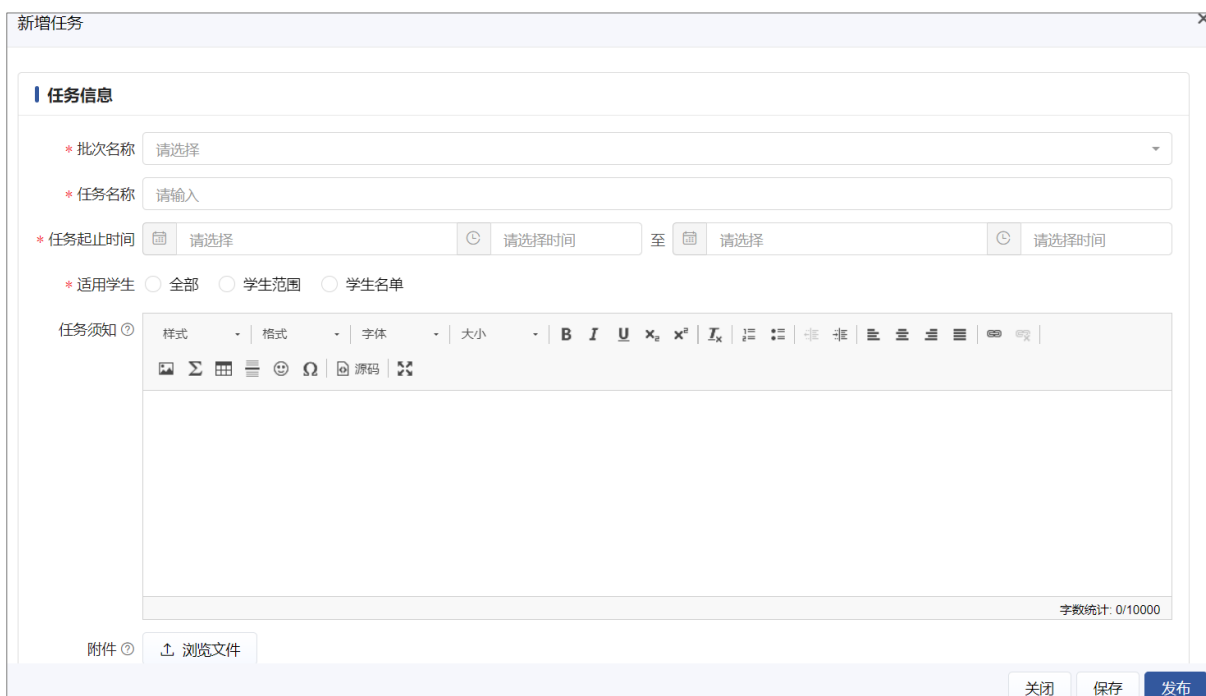 新增任务
任务信息
* 批次名称 请选择
* 任务名称 请输入
* 任务起止时间 请选择 请选择时间 至 请选择 请选择时间
* 适用学生 全部 学生范围 学生名单
任务须知 样式 格式 字体 大小 B I U x₂ x² Iₓ
Σ Ω 源码
字数统计: 0/10000
附件 浏览文件
关闭 保存 发布